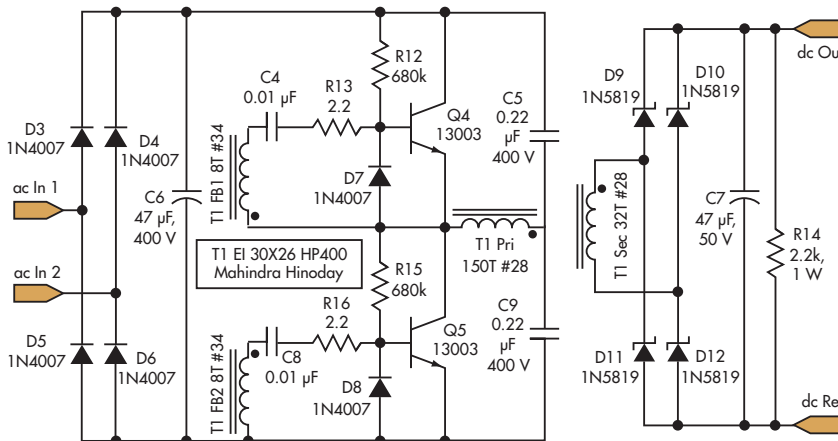 D3
1N4007
D4
1N4007
ac In 1
ac In 2
D5
1N4007
D6
1N4007
C6
47 µF,
400 V
C4
0.01 µF
R13
2.2
R12
680k
Q4
13003
D7
1N4007
T1 FB1 8T #34
T1 EI 30X26 HP400
Mahindra Hinoday
R15
680k
R16
2.2
C8
0.01 µF
T1 FB2 8T #34
D8
1N4007
Q5
13003
C5
0.22
µF
400 V
T1 Pri
150T #28
C9
0.22
µF
400 V
T1 Sec 32T #28
D9
1N5819
D10
1N5819
D11
1N5819
D12
1N5819
C7
47 µF,
50 V
R14
2.2k,
1 W
dc Ou
dc Re